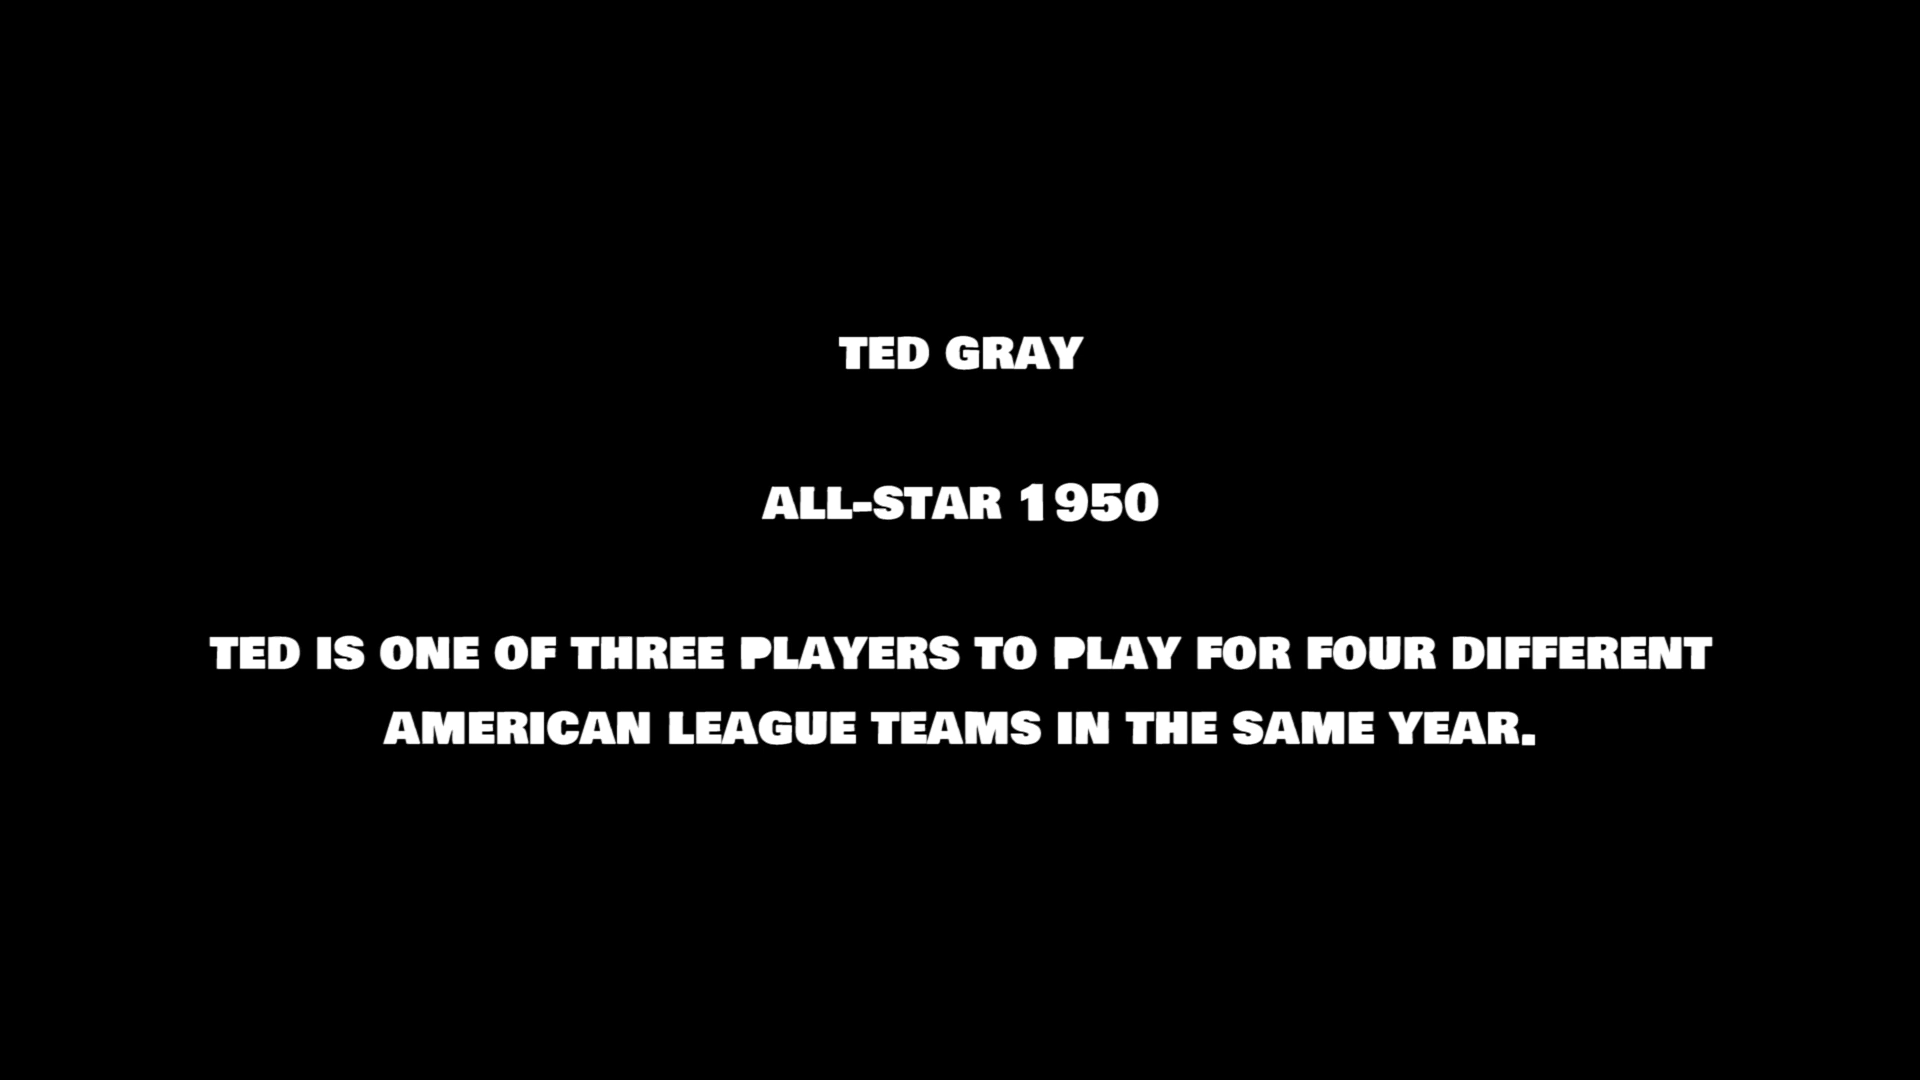 TED GRAY
ALL-STAR 1950
TED IS ONE OF THREE PLAYERS TO PLAY FOR FOUR DIFFERENT
AMERICAN LEAGUE TEAMS IN THE SAME YEAR.